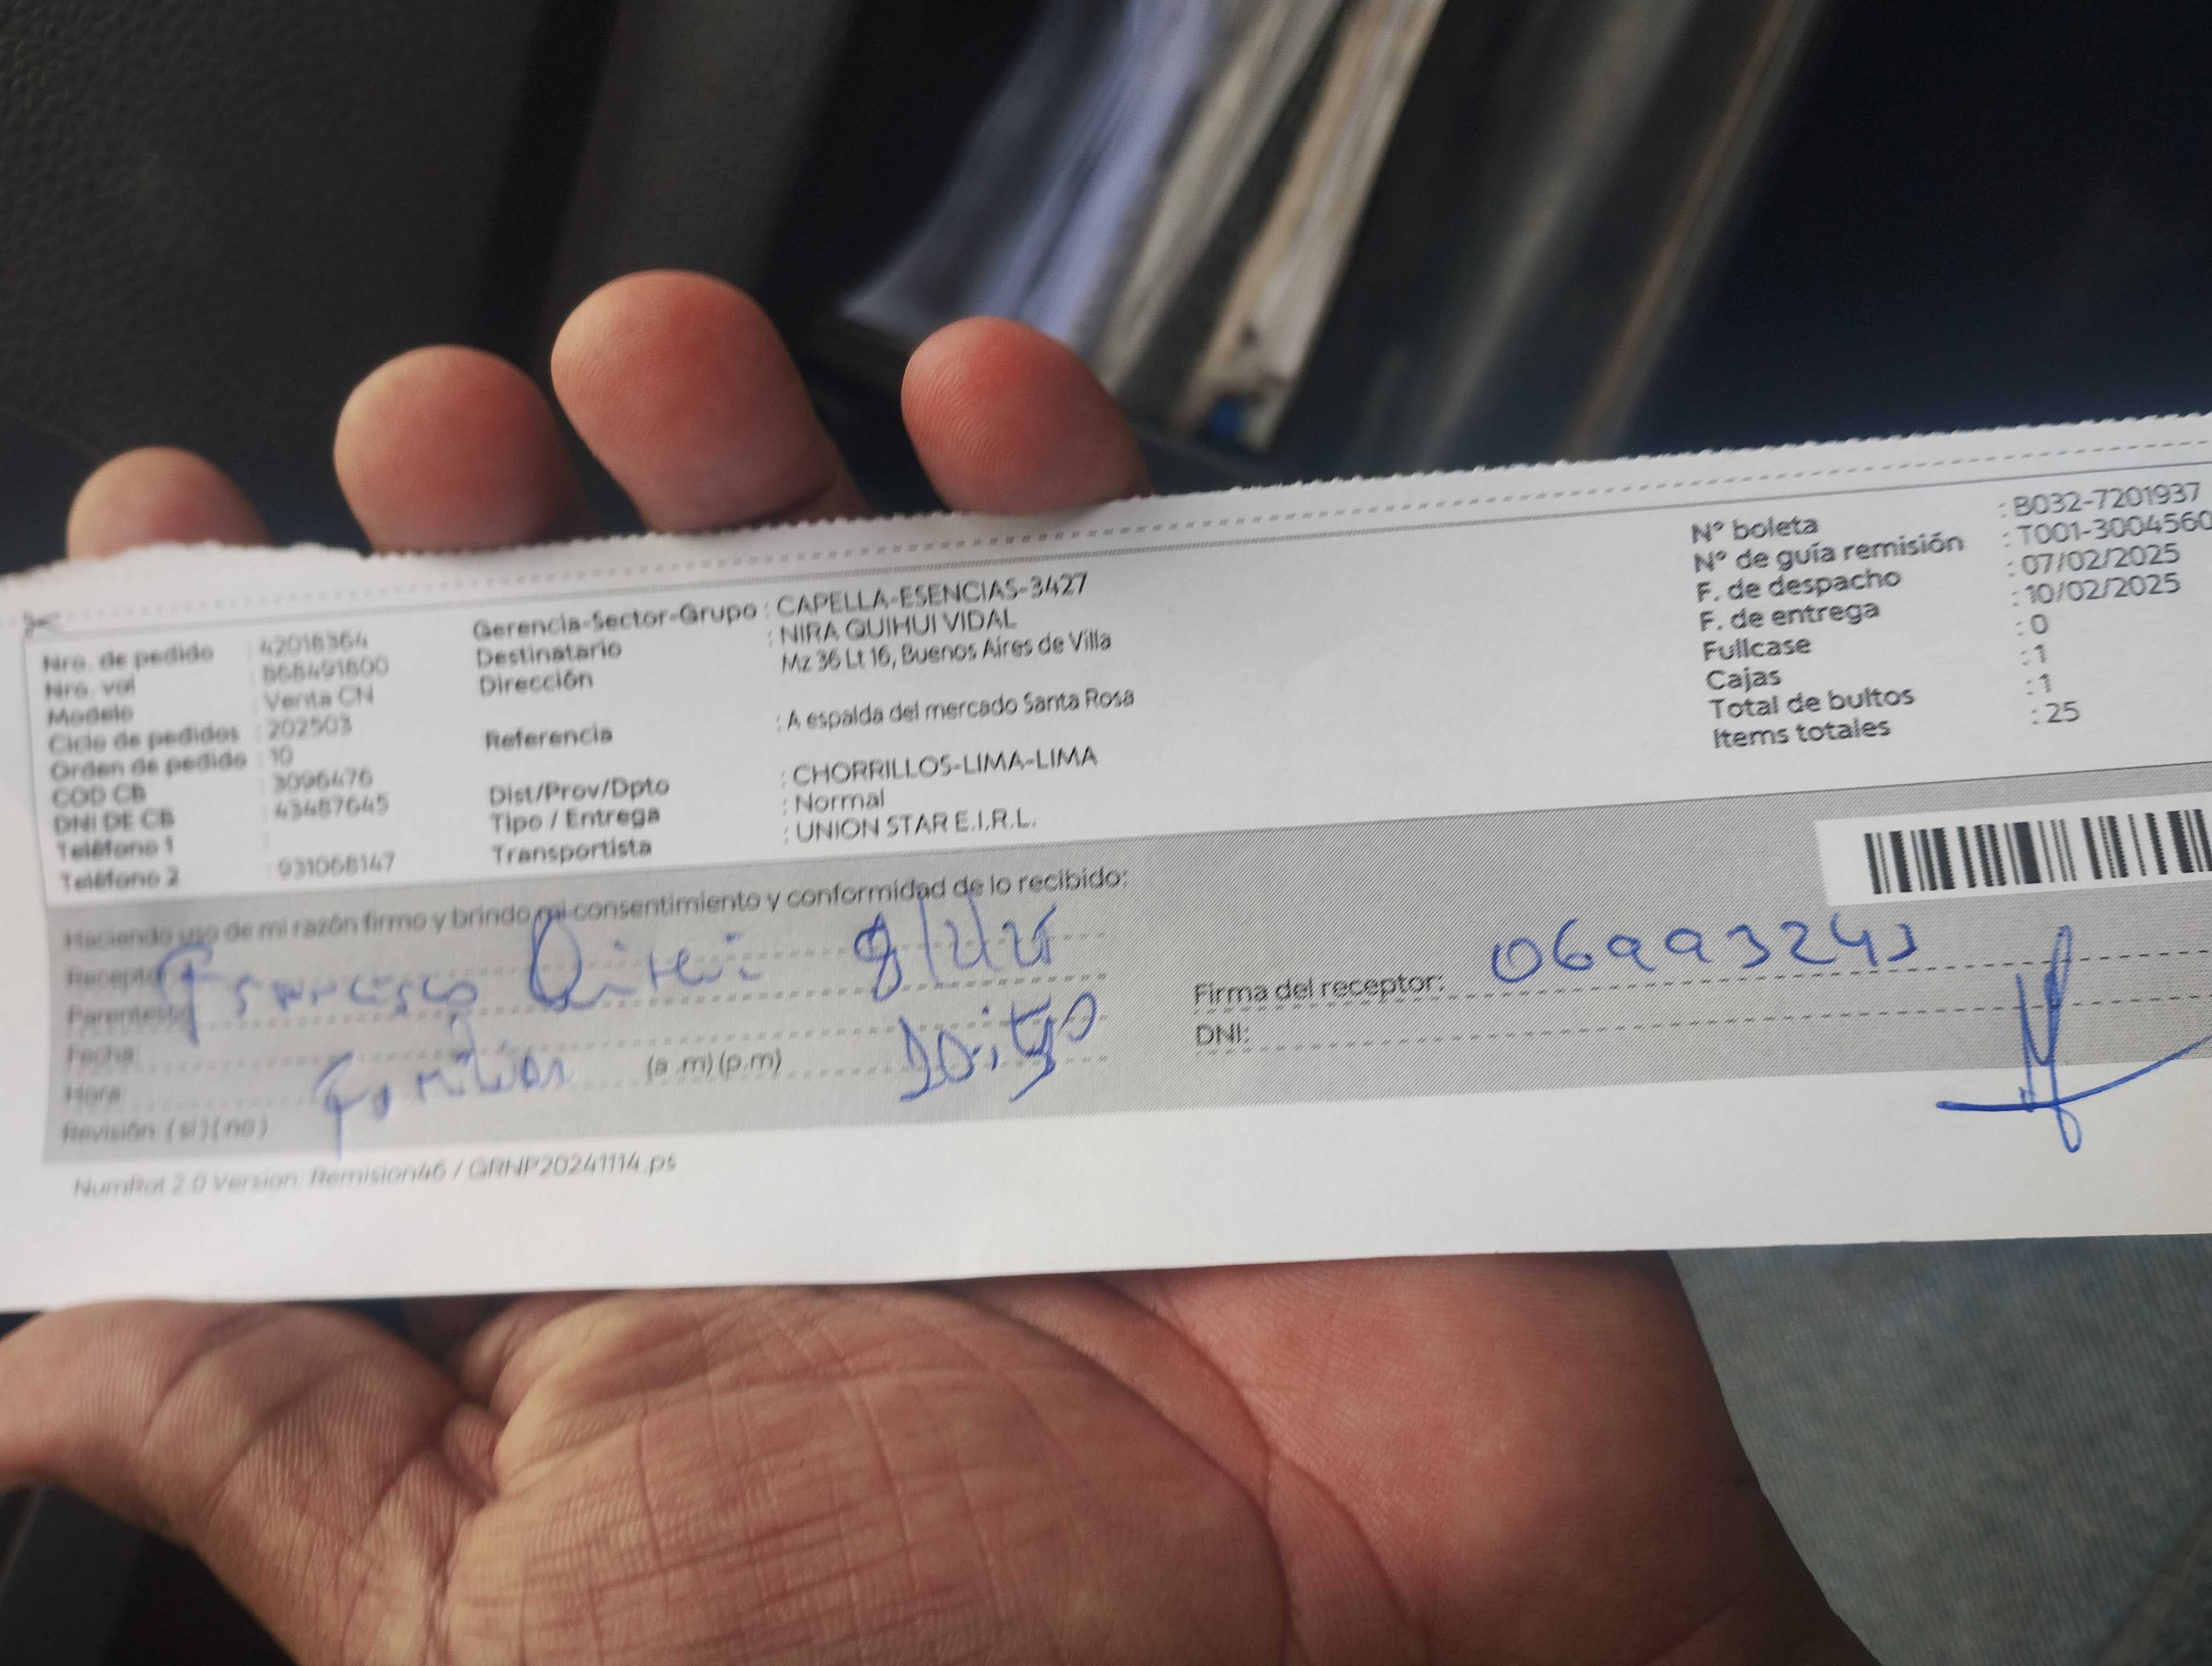 Nro. de pedido : 42018364
Nro. vol : 868491800
Modelo : Venta CN
Ciclo de pedidos : 202503
Orden de pedido : 10
COD CB : 3096476
DNI DE CB : 43487645
Teléfono 1 :
Teléfono 2 : 931068147
Gerencia-Sector-Grupo : CAPELLA-ESENCIAS-3427
Destinatario : NIRA QUIHUI VIDAL
Dirección Mz 36 Lt 16, Buenos Aires de Villa
Referencia : A espalda del mercado Santa Rosa
Dist/Prov/Dpto : CHORRILLOS-LIMA-LIMA
Tipo / Entrega : Normal
Transportista : UNION STAR E.I.R.L.
N° boleta : B032-7201937
N° de guía remisión : T001-3004560
F. de despacho : 07/02/2025
F. de entrega : 10/02/2025
Fullcase : 0
Cajas : 1
Total de bultos : 1
Items totales : 25
Haciendo uso de mi razón firmo y brindo mi consentimiento y conformidad de lo recibido:
Receptor Francisco
Parentesco
Fecha
Hora (a .m) (p.m)
Revisión: ( si ) ( no )
Firma del receptor: 06993243
DNI:
NumRot 2.0 Version: Remision46 / GRNP20241114.ps